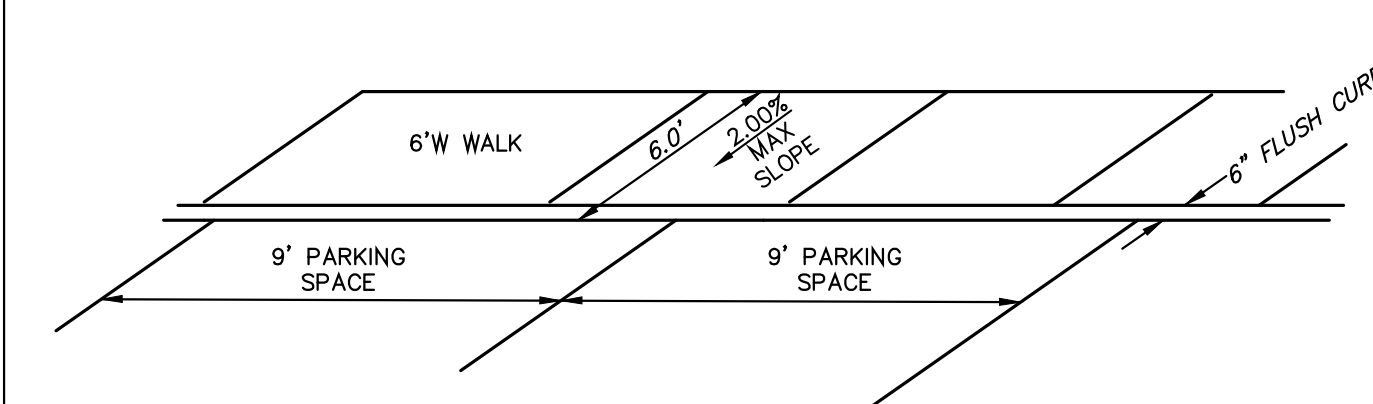 6'W WALK
6.0'
2.00%
MAX
SLOPE
6" FLUSH
9' PARKING
SPACE
9' PARKING
SPACE